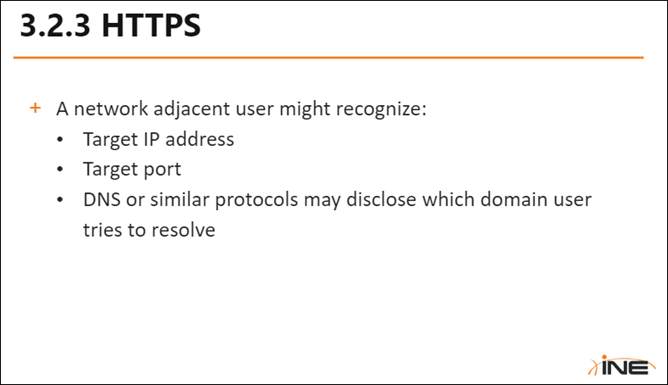 3.2.3 HTTPS
+ A network adjacent user might recognize:
• Target IP address
• Target port
• DNS or similar protocols may disclose which domain user
tries to resolve
INE